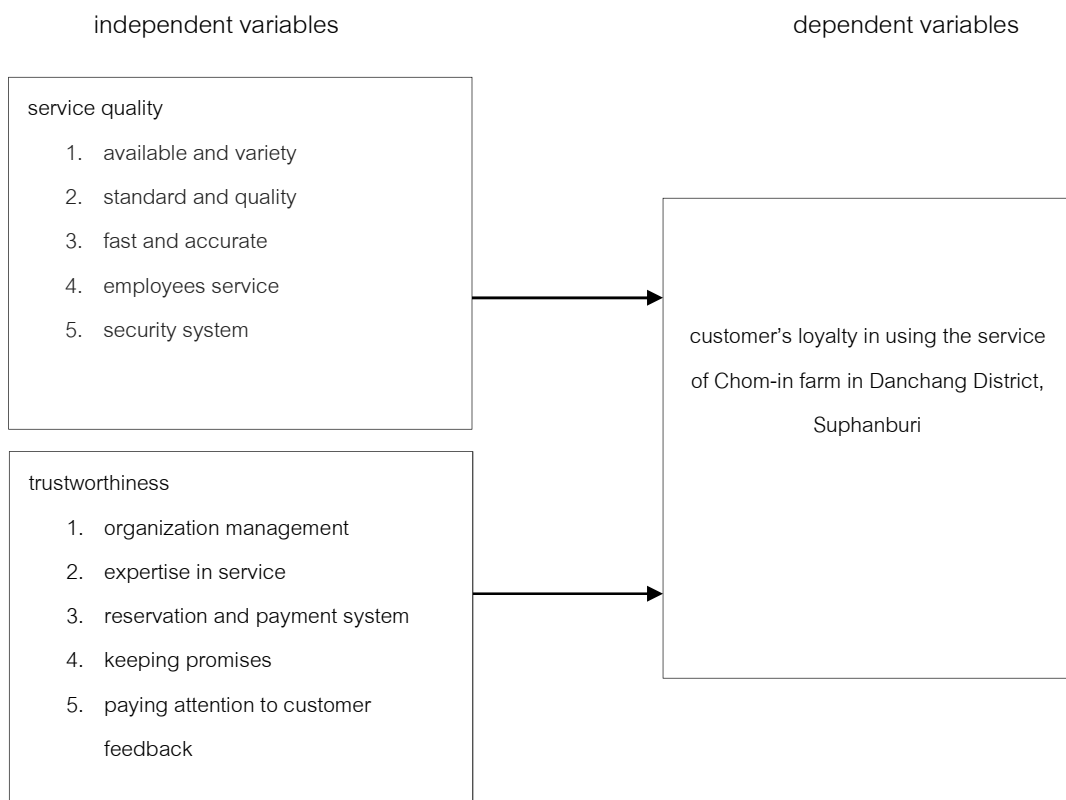 independent variables
dependent variables
service quality
1. available and variety
2. standard and quality
3. fast and accurate
4. employees service
5. security system
trustworthiness
1. organization management
2. expertise in service
3. reservation and payment system
4. keeping promises
5. paying attention to customer
feedback
customer’s loyalty in using the service
of Chom-in farm in Danchang District,
Suphanburi